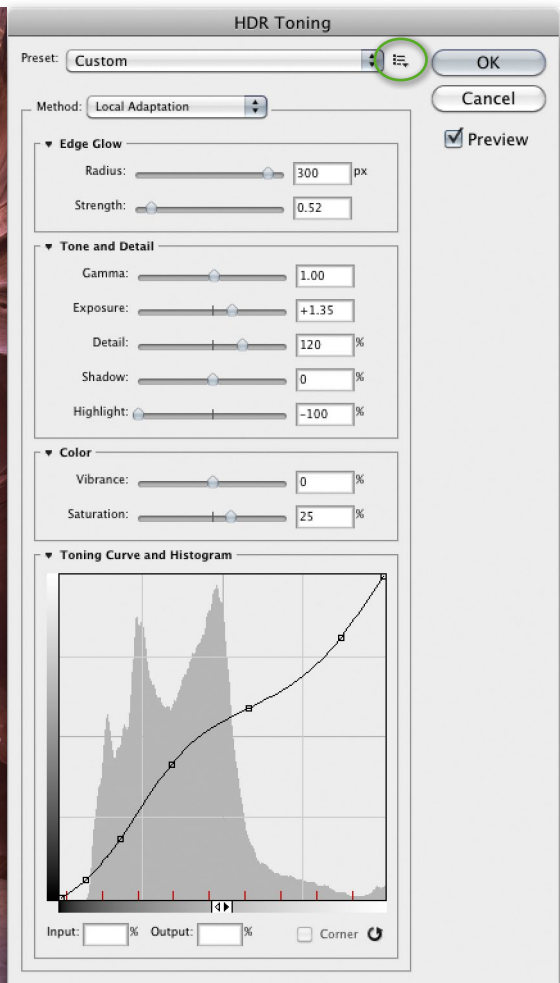 HDR Toning
Preset: Custom
OK
Method: Local Adaptation
Cancel
Preview
Edge Glow
Radius: 300 px
Strength: 0.52
Tone and Detail
Gamma: 1.00
Exposure: +1.35
Detail: 120 %
Shadow: 0 %
Highlight: -100 %
Color
Vibrance: 0 %
Saturation: 25 %
Toning Curve and Histogram
Input: % Output: % Corner